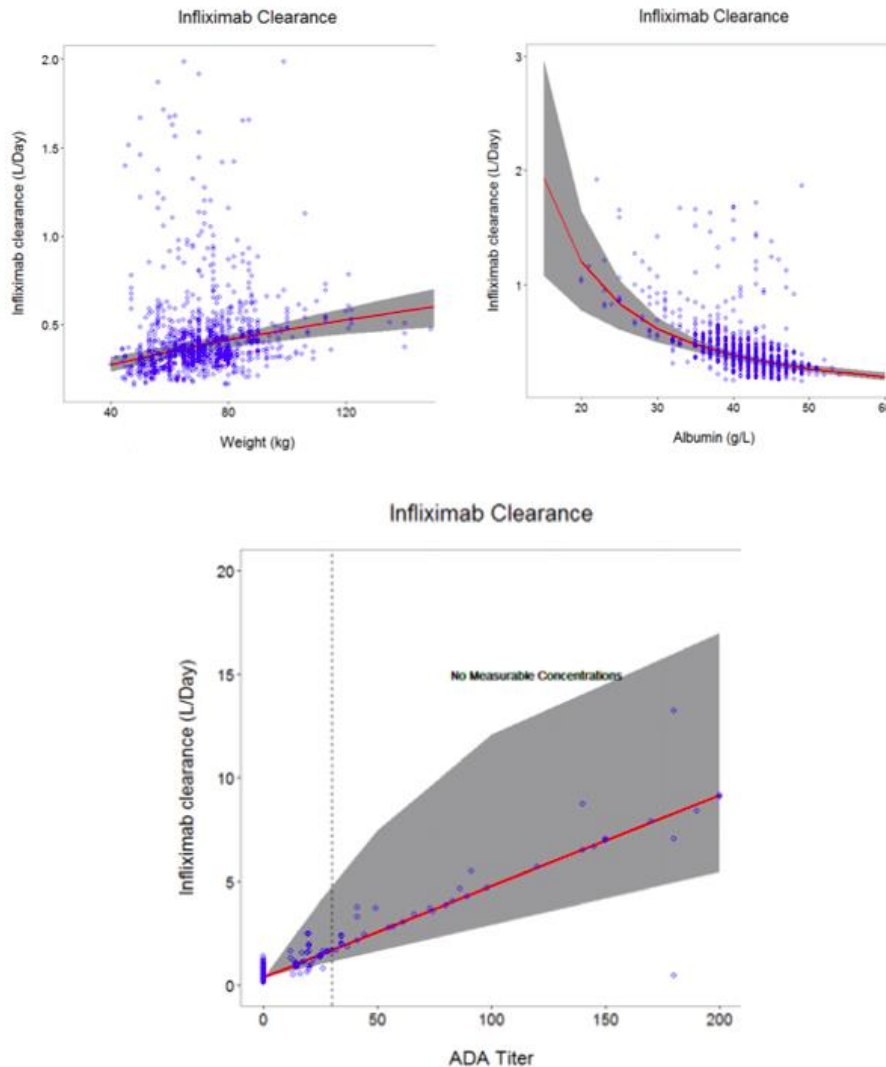 Infliximab Clearance
Infliximab clearance (L/Day)
2.0
1.5
1.0
0.5
40
80
120
Weight (kg)
Infliximab Clearance
Infliximab clearance (L/Day)
3
2
1
20
30
40
50
Albumin (g/L)
Infliximab Clearance
Infliximab clearance (L/Day)
20
15
10
5
0
No Measurable Concentrations
0
50
100
150
200
ADA Titer